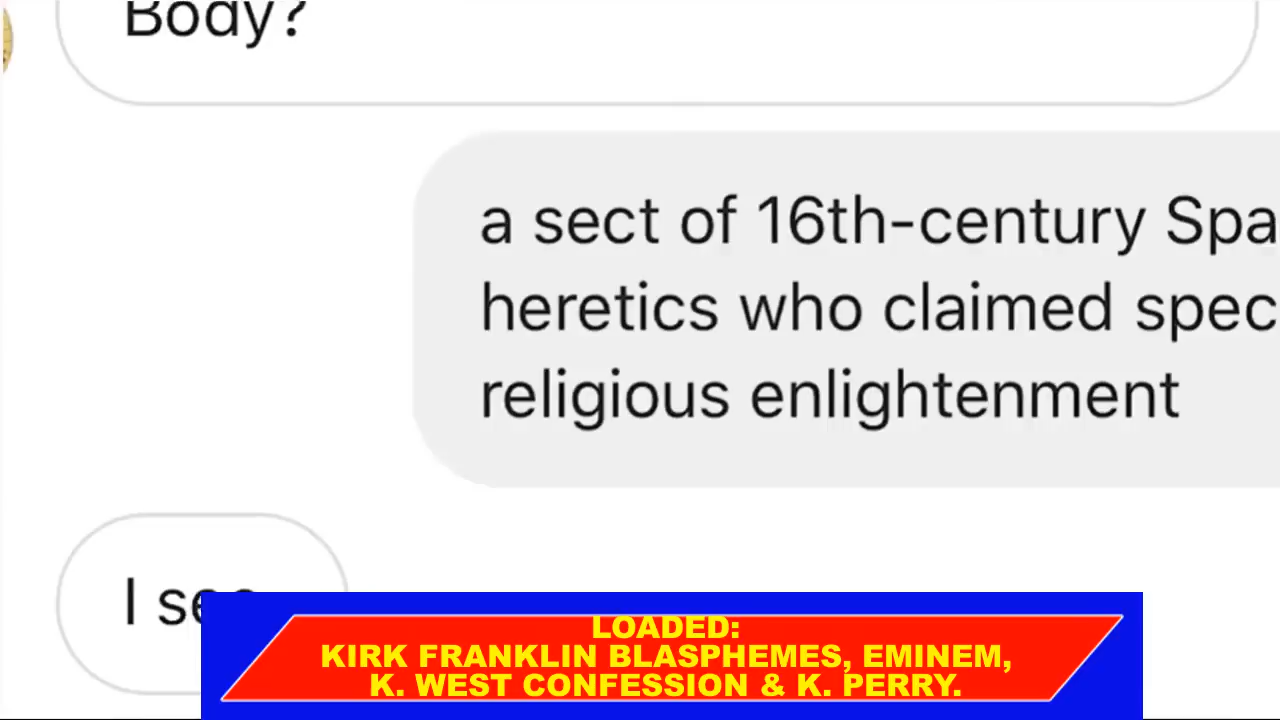 Body?
a sect of 16th-century Spa
heretics who claimed spec
religious enlightenment
I see
LOADED:
KIRK FRANKLIN BLASPHEMES, EMINEM,
K. WEST CONFESSION & K. PERRY.